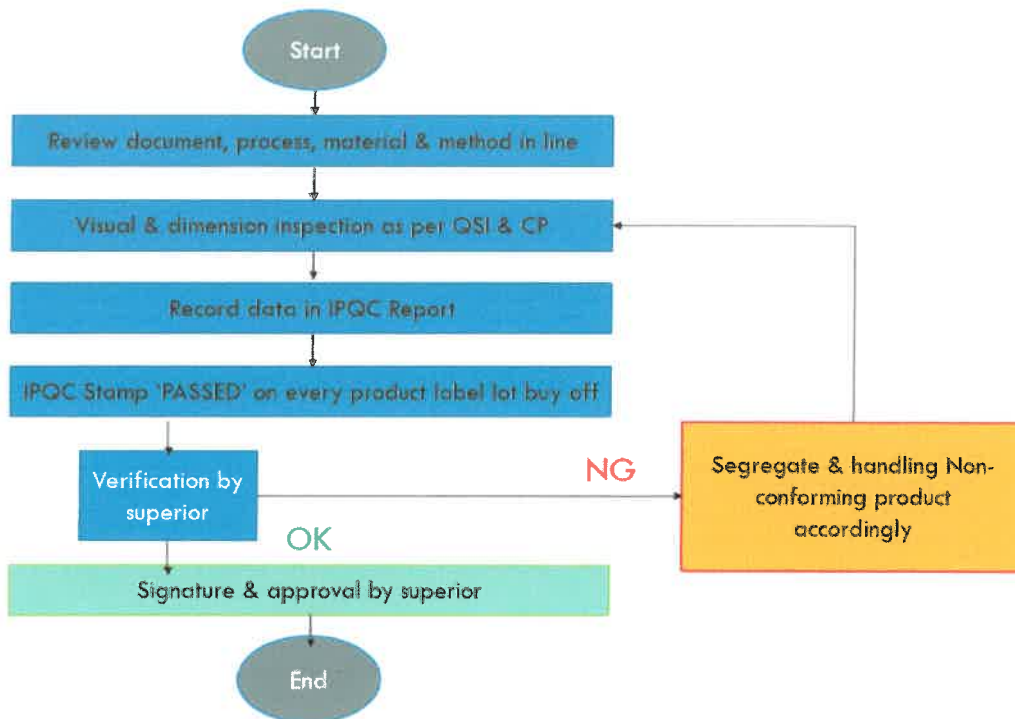 Start
Review document, process, material & method in line
Visual & dimension inspection as per QSI & CP
Record data in IPQC Report
IPQC Stamp 'PASSED' on every product label lot buy off
Verification by
superior
NG
Segregate & handling Non-
conforming product
accordingly
OK
Signature & approval by superior
End